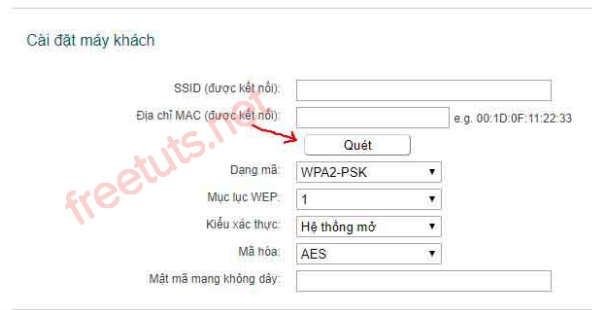 Cài đặt máy khách
SSID (được kết nối):
Địa chỉ MAC (được kết nối): e.g. 00:1D:0F:11:22:33
Quét
Dạng mã: WPA2-PSK
Mục lục WEP: 1
Kiểu xác thực: Hệ thống mở
Mã hóa: AES
Mật mã mạng không dây:
freetuts.net